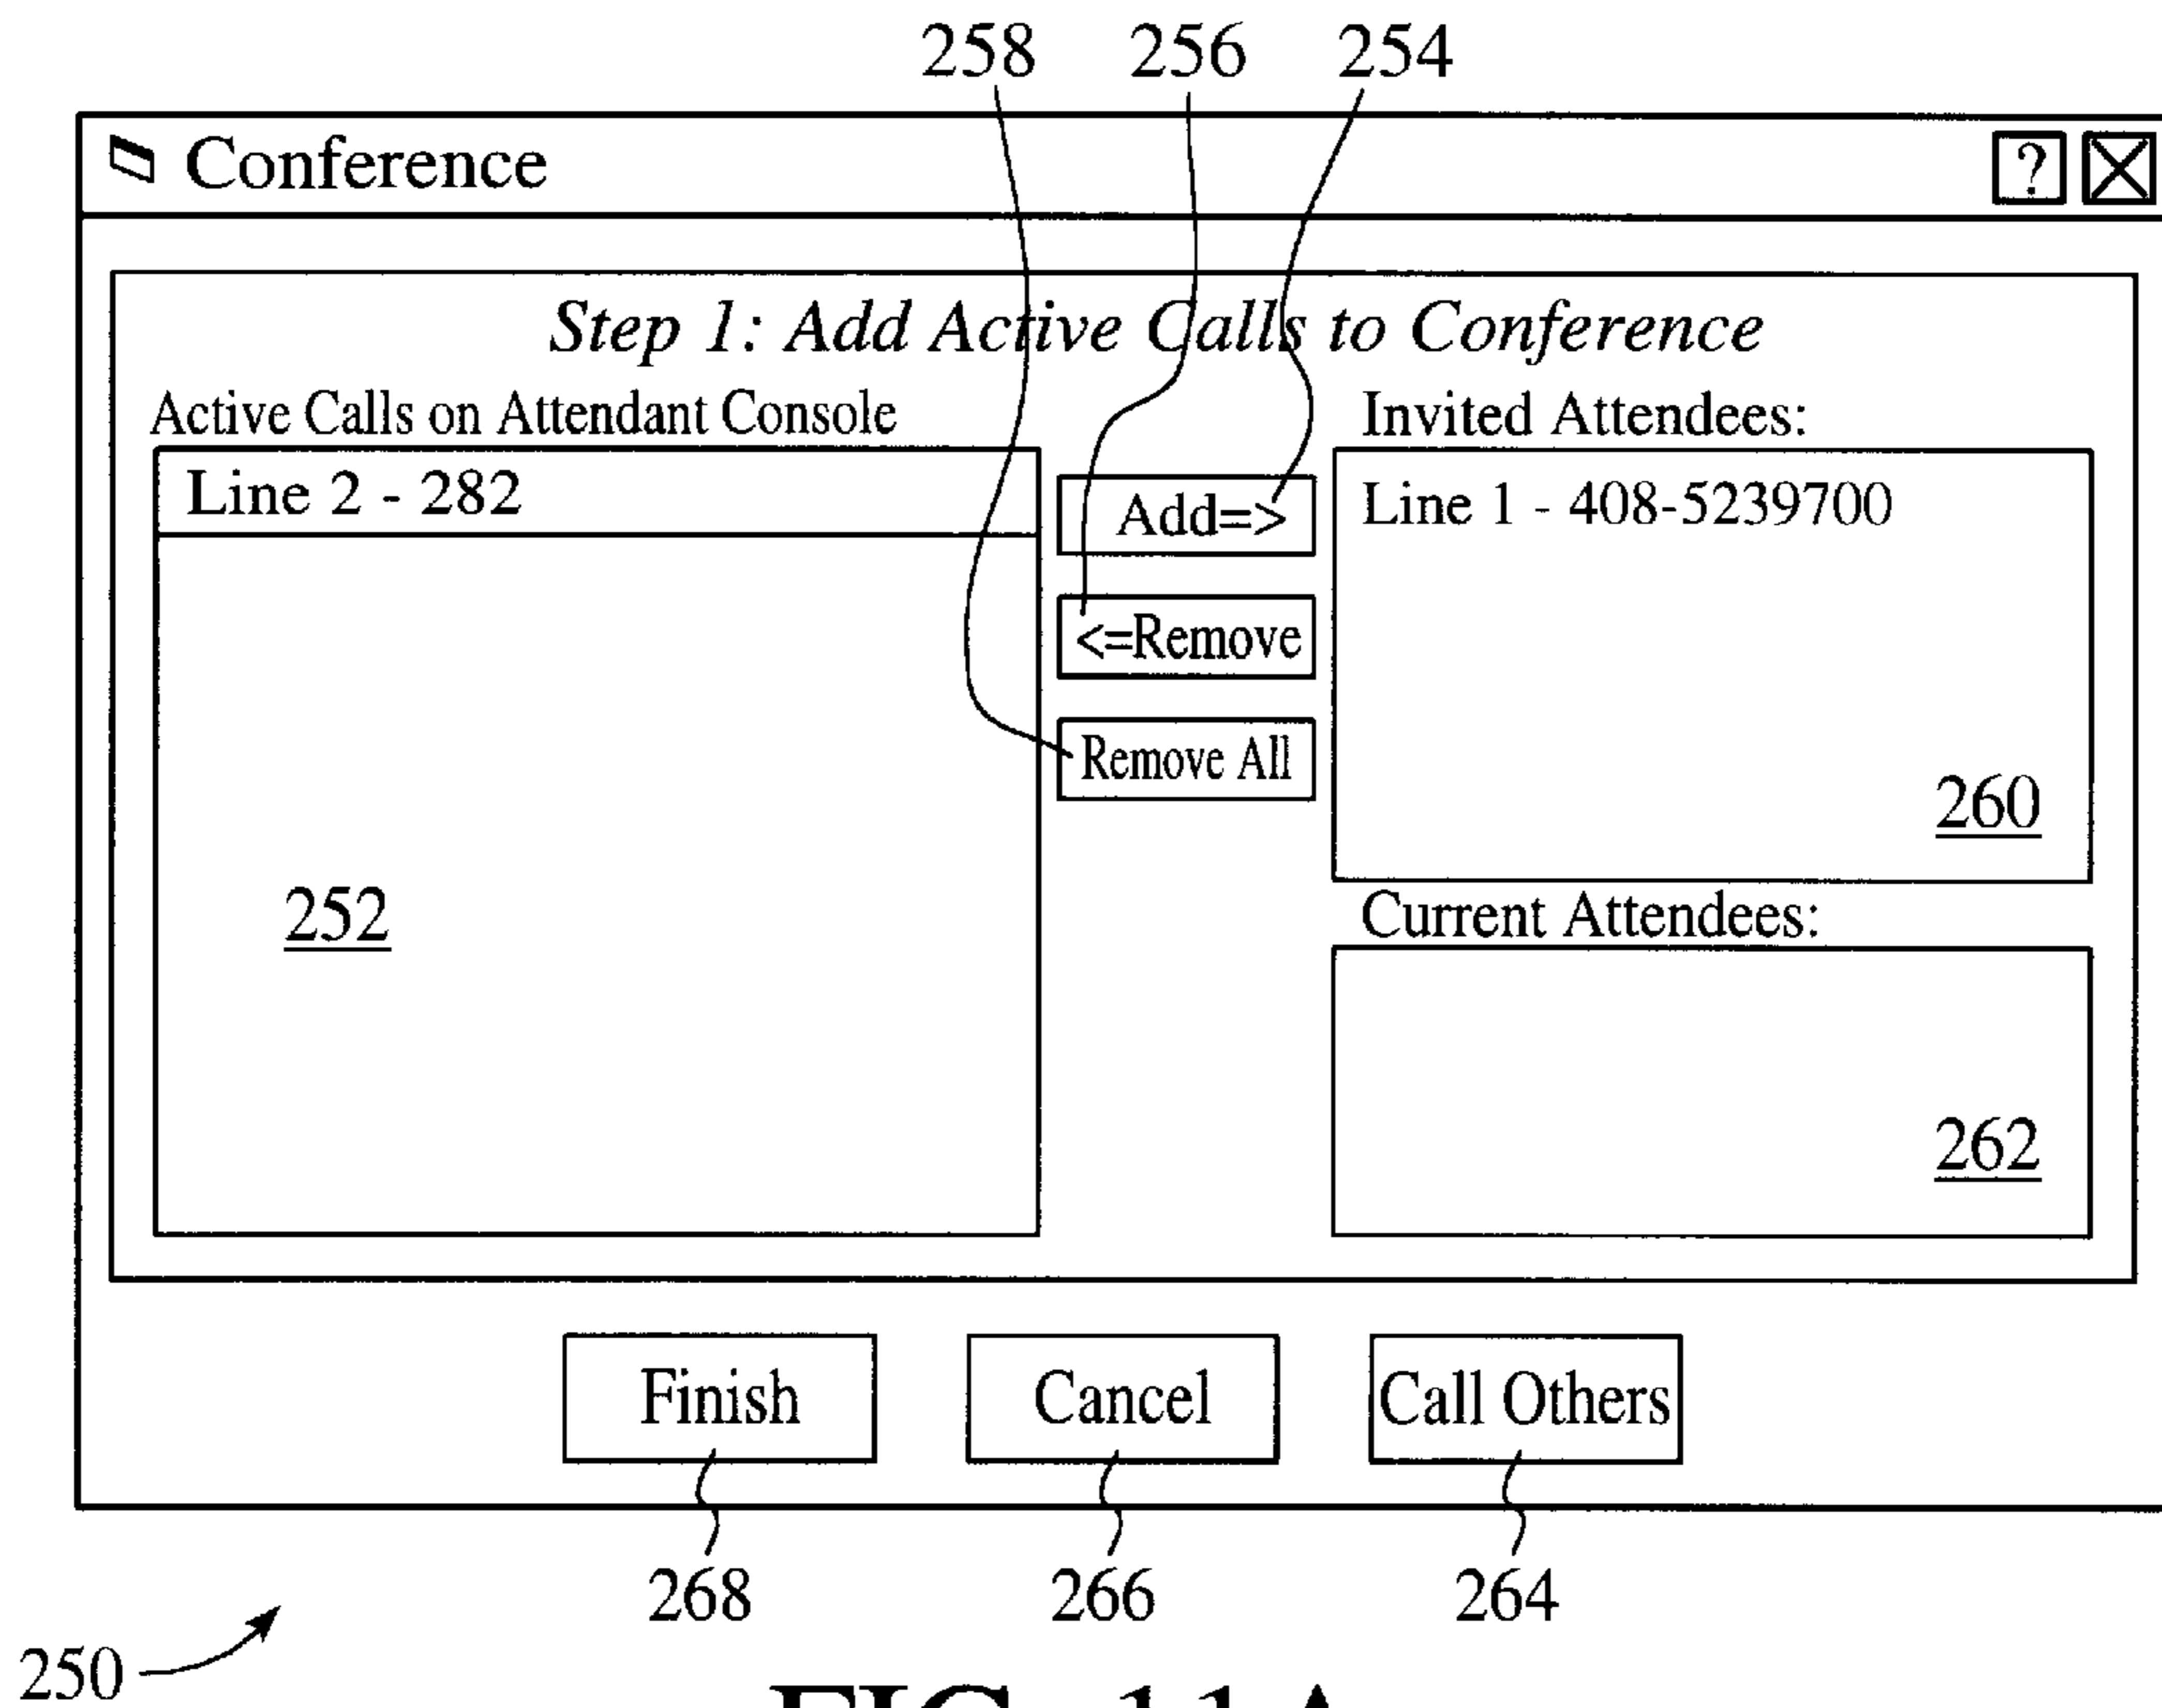 258 256 254
Conference ?
Step 1: Add Active Calls to Conference
Active Calls on Attendant Console
Invited Attendees:
Line 2 - 282
Add=>
Line 1 - 408-5239700
<=Remove
Remove All
260
252
Current Attendees:
262
Finish Cancel Call Others
268 266 264
250
FIG. 11A